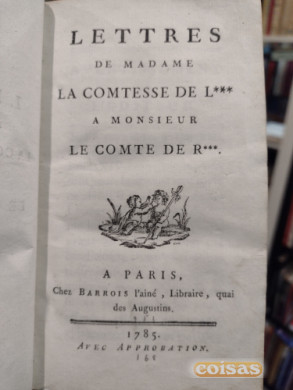 LETTRES
DE MADAME
LA COMTESSE DE L***
A MONSIEUR
LE COMTE DE R***.
A PARIS,
Chez BARROIS l'aîné, Libraire, quai
des Augustins.
1785.
AVEC APPROBATION.
coisas